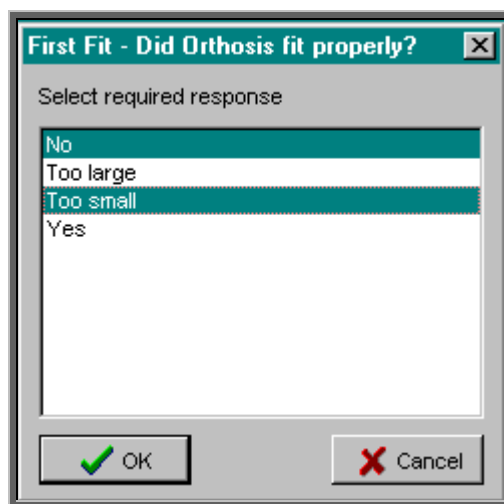 First Fit - Did Orthosis fit properly?
Select required response
No
Too large
Too small
Yes
OK
Cancel